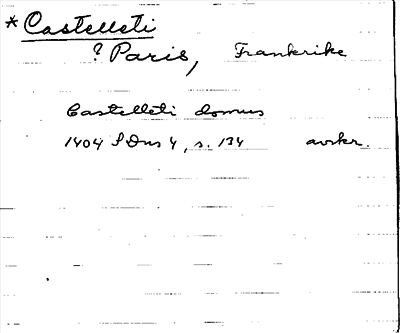 * Castelleti
? Paris, Frankrike
Castelleti domus
1404 SDns 4, s. 134 avskr.